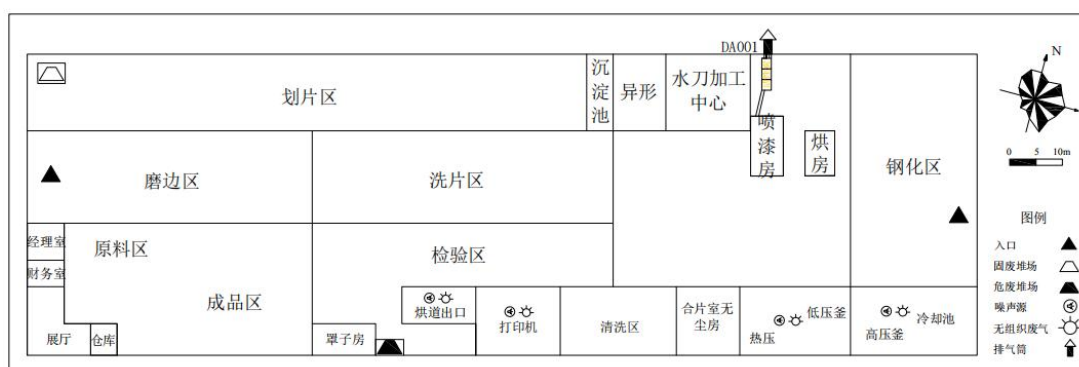 DA001
N
划片区
沉淀池
异形
水刀加工中心
喷漆房
烘房
钢化区
0 5 10m
磨边区
洗片区
图例
入口
固废堆场
危废堆场
噪声源
无组织废气
排气筒
经理室
原料区
检验区
财务室
成品区
烘道出口
打印机
清洗区
合片室无尘房
低压釜
热压
冷却池
高压釜
展厅
仓库
罩子房